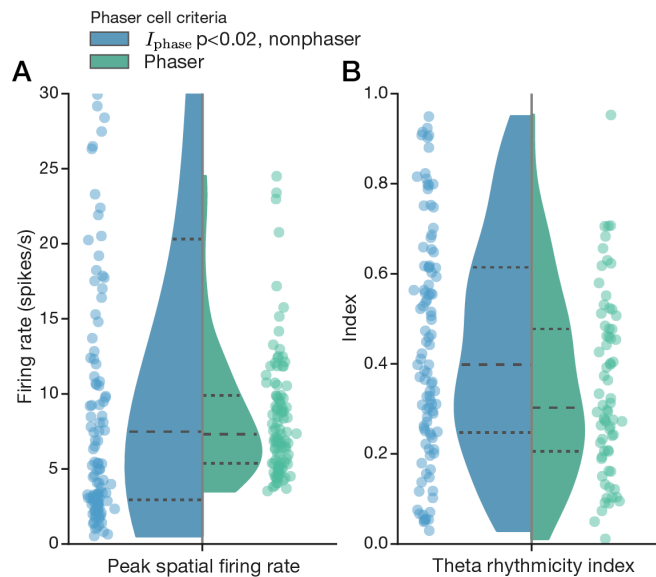 Phaser cell criteria
I_phase p<0.02, nonphaser
Phaser
A
B
30
25
20
15
10
5
0
Firing rate (spikes/s)
Peak spatial firing rate
1.0
0.8
0.6
0.4
0.2
0.0
Index
Theta rhythmicity index